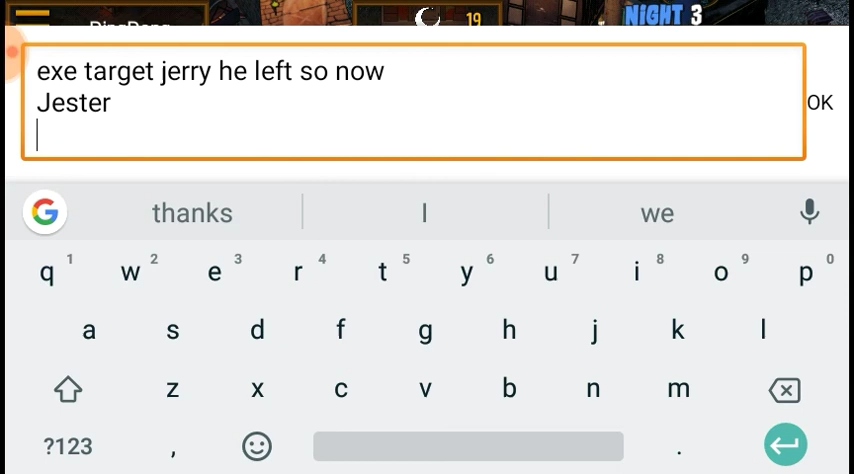 DingDong
19
NIGHT 3
exe target jerry he left so now
Jester
OK
G thanks I we
q 1 w 2 e 3 r 4 t 5 y 6 u 7 i 8 o 9 p 0
a s d f g h j k l
z x c v b n m
?123 , .